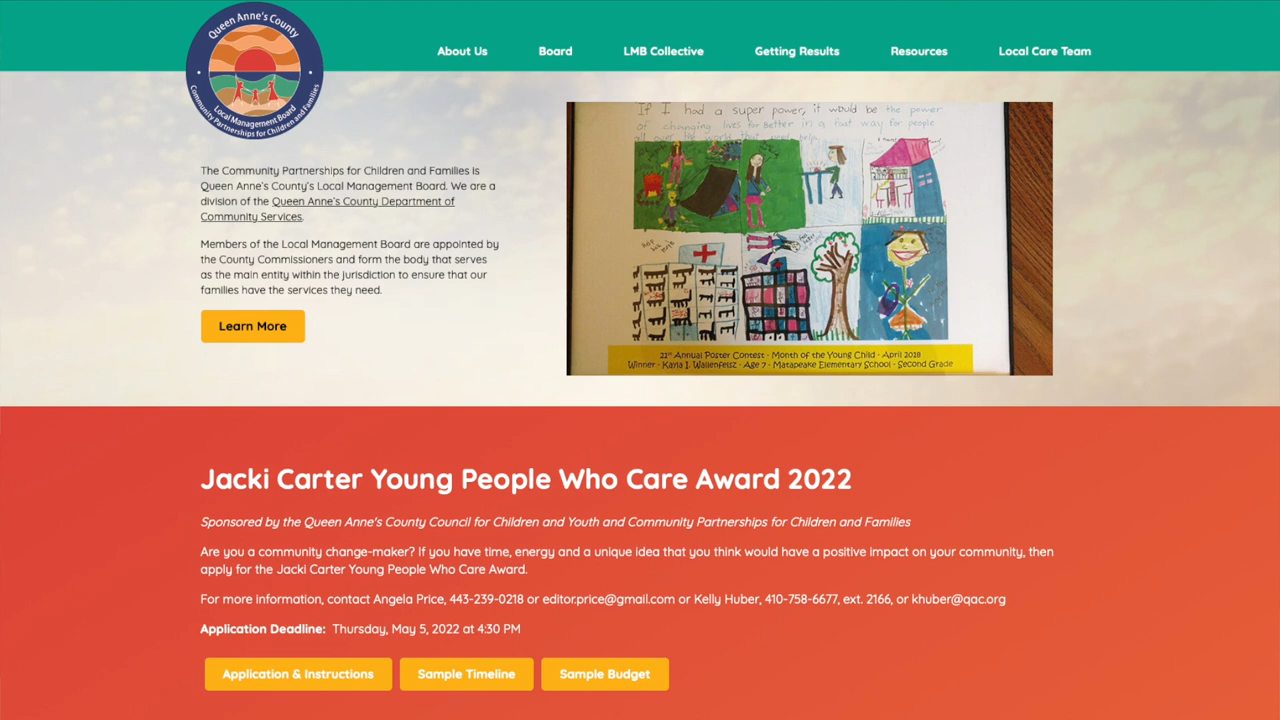 Queen Anne's County
Local Management Board
Community Partnerships for Children and Families
About Us
Board
LMB Collective
Getting Results
Resources
Local Care Team
The Community Partnerships for Children and Families is
Queen Anne's County's Local Management Board. We are a
division of the Queen Anne's County Department of
Community Services.
Members of the Local Management Board are appointed by
the County Commissioners and form the body that serves
as the main entity within the jurisdiction to ensure that our
families have the services they need.
Learn More
If I had a super power, it would be the power
of changing lives for better in a fast way for people
all over the world that need help
21st Annual Poster Contest - Month of the Young Child - April 2018
Winner - Kayla I. Wallenfelsz - Age 7 - Matapeake Elementary School - Second Grade
Jacki Carter Young People Who Care Award 2022
Sponsored by the Queen Anne's County Council for Children and Youth and Community Partnerships for Children and Families
Are you a community change-maker? If you have time, energy and a unique idea that you think would have a positive impact on your community, then
apply for the Jacki Carter Young People Who Care Award.
For more information, contact Angela Price, 443-239-0218 or editor.price@gmail.com or Kelly Huber, 410-758-6677, ext. 2166, or khuber@qac.org
Application Deadline: Thursday, May 5, 2022 at 4:30 PM
Application & Instructions
Sample Timeline
Sample Budget